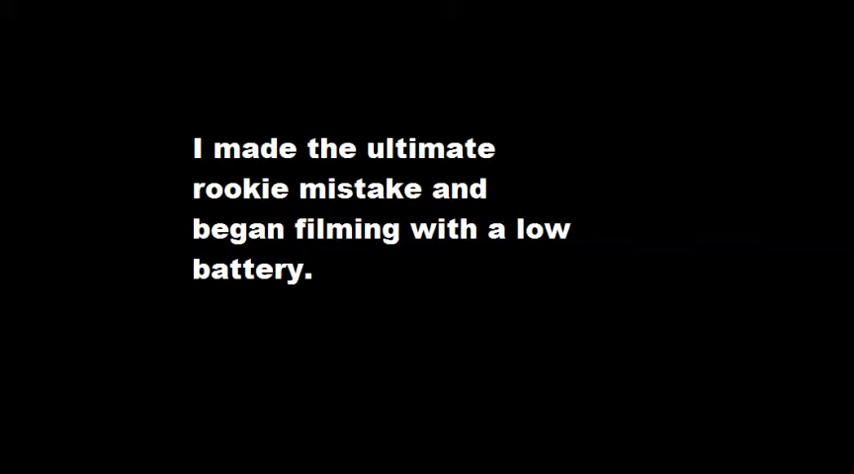 I made the ultimate
rookie mistake and
began filming with a low
battery.